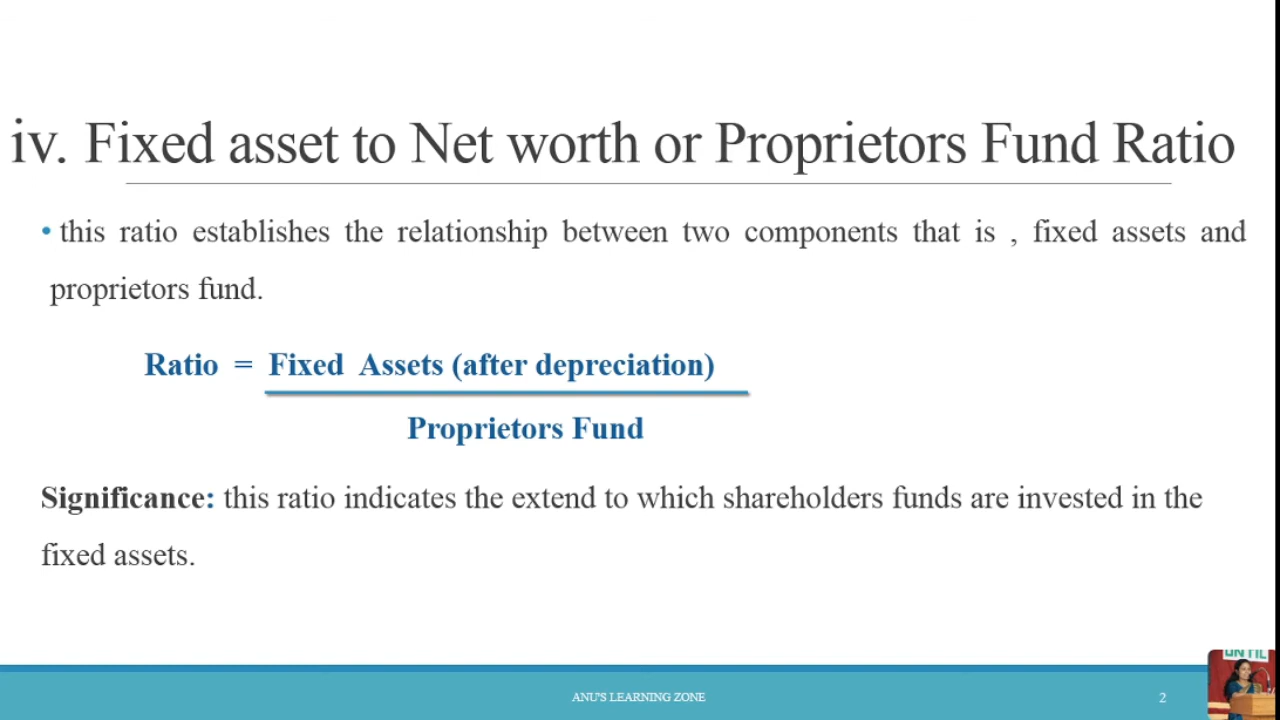 iv. Fixed asset to Net worth or Proprietors Fund Ratio
• this ratio establishes the relationship between two components that is , fixed assets and
proprietors fund.
Ratio = Fixed Assets (after depreciation)
Proprietors Fund
Significance: this ratio indicates the extend to which shareholders funds are invested in the
fixed assets.
ANU'S LEARNING ZONE
2